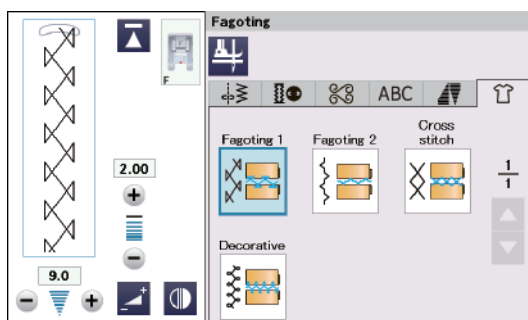 Fagoting
F
ABC
Fagoting 1
Fagoting 2
Cross
stitch
1
1
2.00
9.0
Decorative